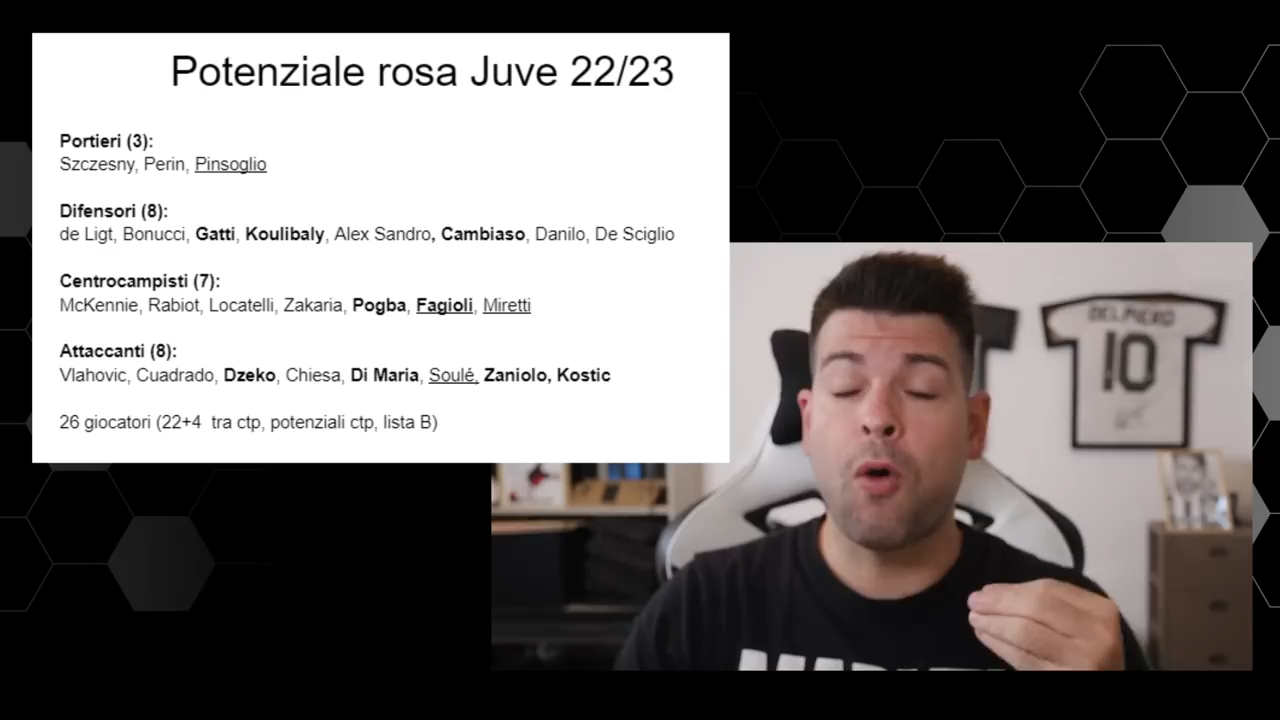 Potenziale rosa Juve 22/23
Portieri (3):
Szczesny, Perin, Pinsoglio
Difensori (8):
de Ligt, Bonucci, Gatti, Koulibaly, Alex Sandro, Cambiaso, Danilo, De Sciglio
Centrocampisti (7):
McKennie, Rabiot, Locatelli, Zakaria, Pogba, Fagioli, Miretti
Attaccanti (8):
Vlahovic, Cuadrado, Dzeko, Chiesa, Di Maria, Soulé, Zaniolo, Kostic
26 giocatori (22+4 tra ctp, potenziali ctp, lista B)
DEL PIERO
10